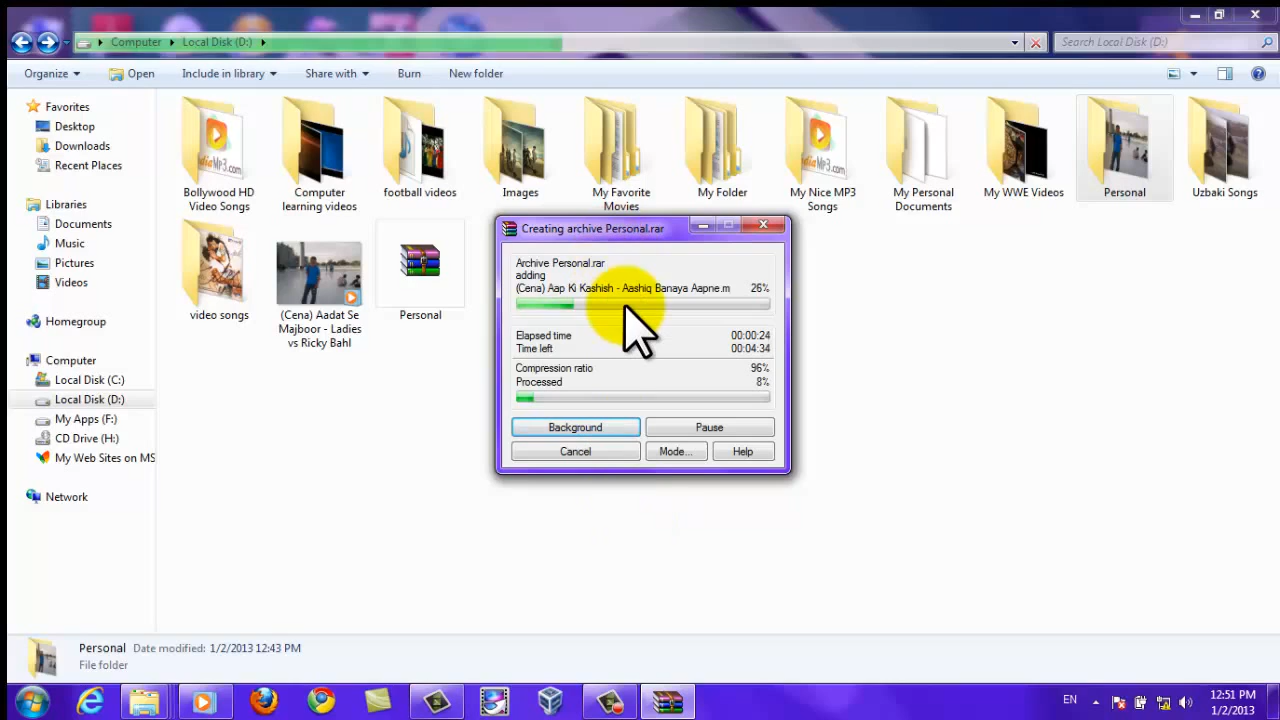 Computer
Local Disk (D:)
Search Local Disk (D:)
Organize
Open
Include in library
Share with
Burn
New folder
Favorites
Desktop
Downloads
Recent Places
Libraries
Documents
Music
Pictures
Videos
Homegroup
Computer
Local Disk (C:)
Local Disk (D:)
My Apps (F:)
CD Drive (H:)
My Web Sites on MS
Network
Bollywood HD
Video Songs
Computer
learning videos
football videos
Images
My Favorite
Movies
My Folder
My Nice MP3
Songs
My Personal
Documents
My WWE Videos
Personal
Uzbaki Songs
video songs
(Cena) Aadat Se
Majboor - Ladies
vs Ricky Bahl
Personal
Creating archive Personal.rar
Archive Personal.rar
adding
(Cena) Aap Ki Kashish - Aashiq Banaya Aapne.m 26%
Elapsed time 00:00:24
Time left 00:04:34
Compression ratio 96%
Processed 8%
Background
Pause
Cancel
Mode...
Help
Personal Date modified: 1/2/2013 12:43 PM
File folder
EN
12:51 PM
1/2/2013